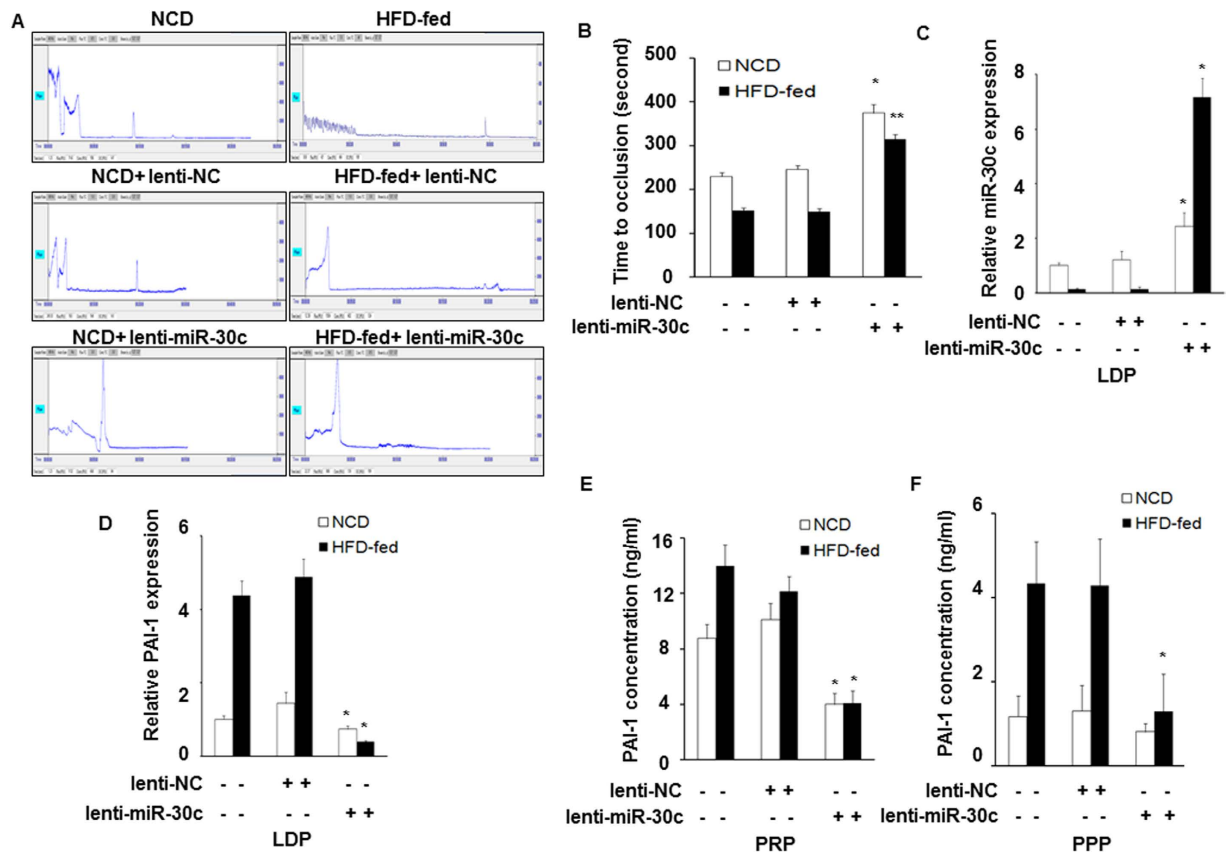 A
NCD
HFD-fed
NCD+ lenti-NC
HFD-fed+ lenti-NC
NCD+ lenti-miR-30c
HFD-fed+ lenti-miR-30c
B
Time to occlusion (second)
500
400
300
200
100
0
NCD
HFD-fed
* **
lenti-NC - - + + - -
lenti-miR-30c - - - - + +
C
Relative miR-30c expression
8
6
4
2
0
* *
lenti-NC - - + + - -
lenti-miR-30c - - - - + +
LDP
D
Relative PAI-1 expression
6
4
2
0
NCD
HFD-fed
* *
lenti-NC - - + + - -
lenti-miR-30c - - - - + +
LDP
E
PAI-1 concentration (ng/ml)
16
12
8
4
0
NCD
HFD-fed
* *
lenti-NC - - + + - -
lenti-miR-30c - - - - + +
PRP
F
PAI-1 concentration (ng/ml)
6
4
2
0
NCD
HFD-fed
*
lenti-NC - - + + - -
lenti-miR-30c - - - - + +
PPP